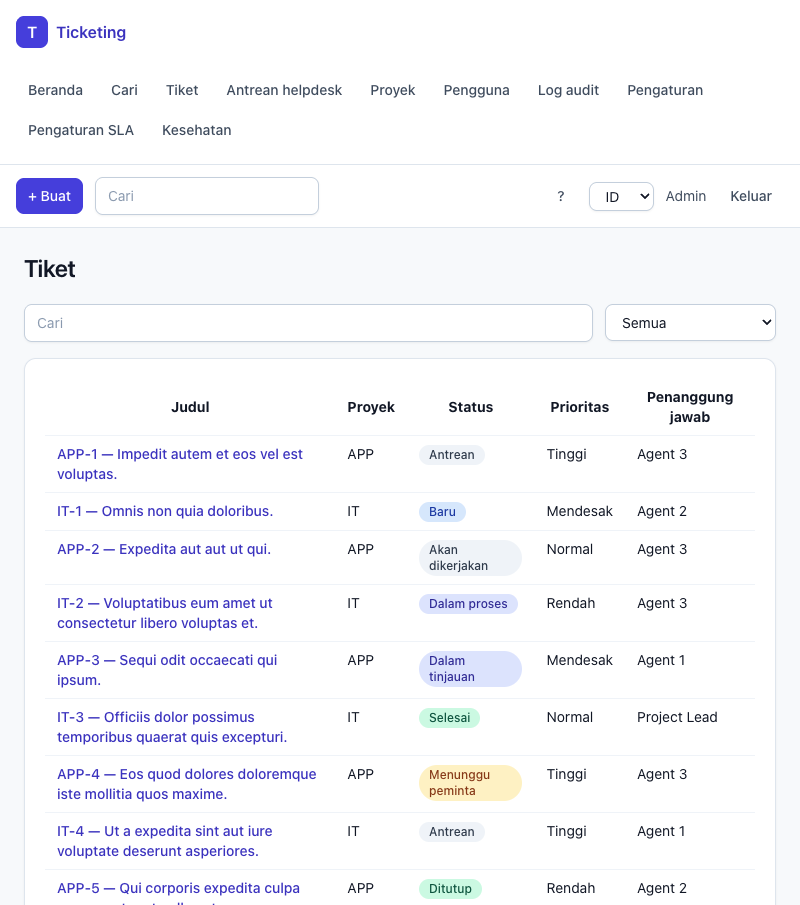 T Ticketing
Beranda Cari Tiket Antrean helpdesk Proyek Pengguna Log audit Pengaturan
Pengaturan SLA Kesehatan
+ Buat Cari ? ID Admin Keluar
Tiket
Cari Semua
Judul Proyek Status Prioritas Penanggung jawab
APP-1 — Impedit autem et eos vel est voluptas. APP Antrean Tinggi Agent 3
IT-1 — Omnis non quia doloribus. IT Baru Mendesak Agent 2
APP-2 — Expedita aut aut ut qui. APP Akan dikerjakan Normal Agent 3
IT-2 — Voluptatibus eum amet ut consectetur libero voluptas et. IT Dalam proses Rendah Agent 3
APP-3 — Sequi odit occaecati qui ipsum. APP Dalam tinjauan Mendesak Agent 1
IT-3 — Officiis dolor possimus temporibus quaerat quis excepturi. IT Selesai Normal Project Lead
APP-4 — Eos quod dolores doloremque iste mollitia quos maxime. APP Menunggu peminta Tinggi Agent 3
IT-4 — Ut a expedita sint aut iure voluptate deserunt asperiores. IT Antrean Tinggi Agent 1
APP-5 — Qui corporis expedita culpa APP Ditutup Rendah Agent 2